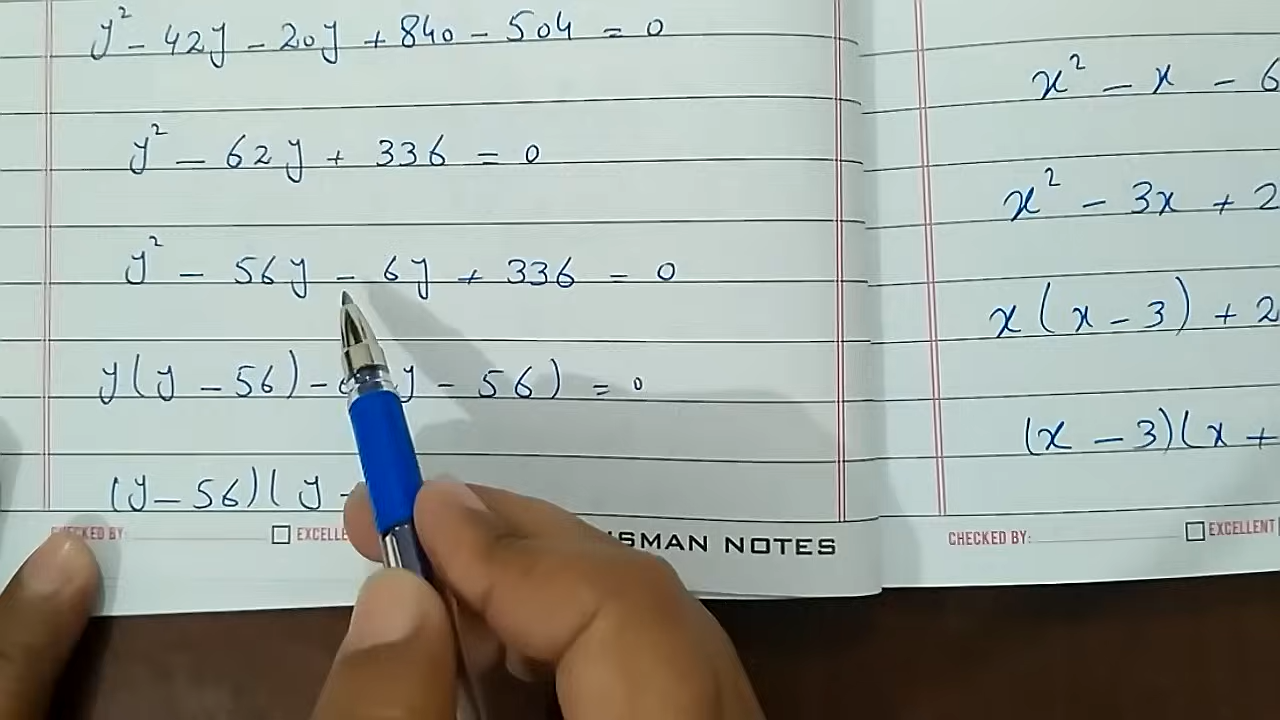 y² - 42y - 20y + 840 - 504 = 0
y² - 62y + 336 = 0
y² - 56y - 6y + 336 = 0
y(y - 56) - y - 56) = 0
(y - 56)(y -
CHECKED BY: EXCELLE
SMAN NOTES
x² - x - 6
x² - 3x + 2
x(x - 3) + 2
(x - 3)(x +
CHECKED BY: EXCELLENT